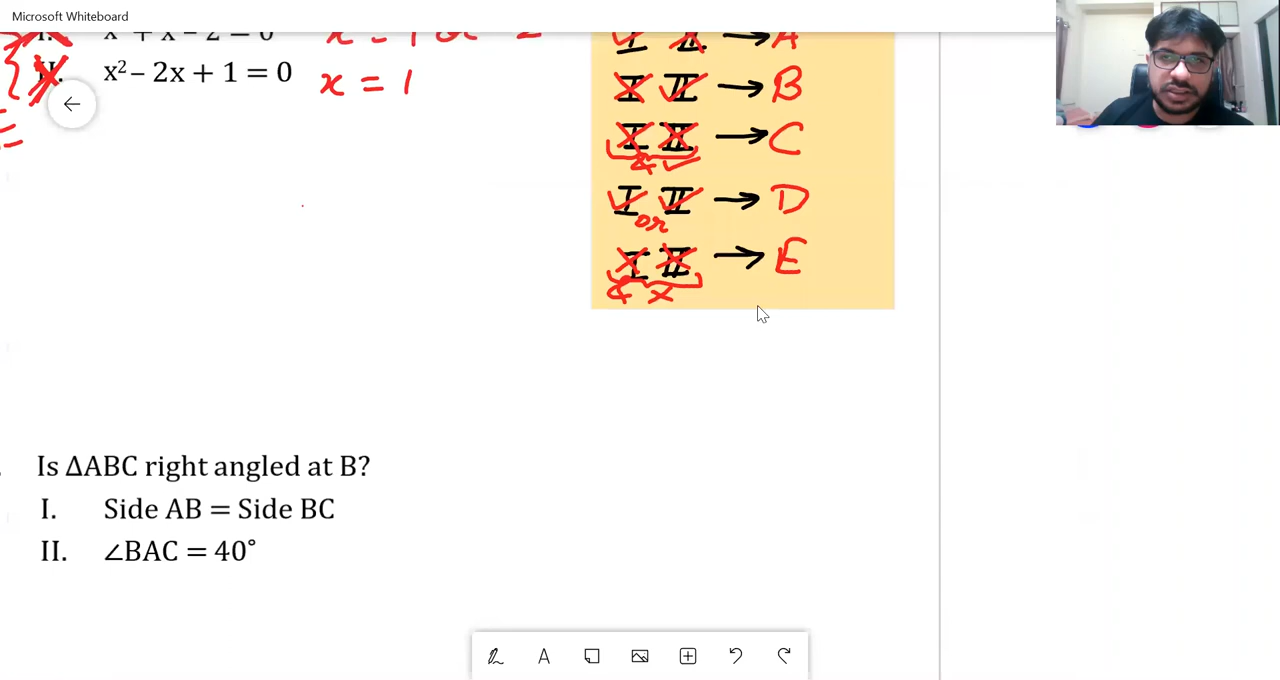 Microsoft Whiteboard
x² – 2x + 1 = 0 x = 1
I II → A
I II → B
I II → C
& ✓
I II → D
or
I II → E
& ×
Is ΔABC right angled at B?
I. Side AB = Side BC
II. ∠BAC = 40°
A